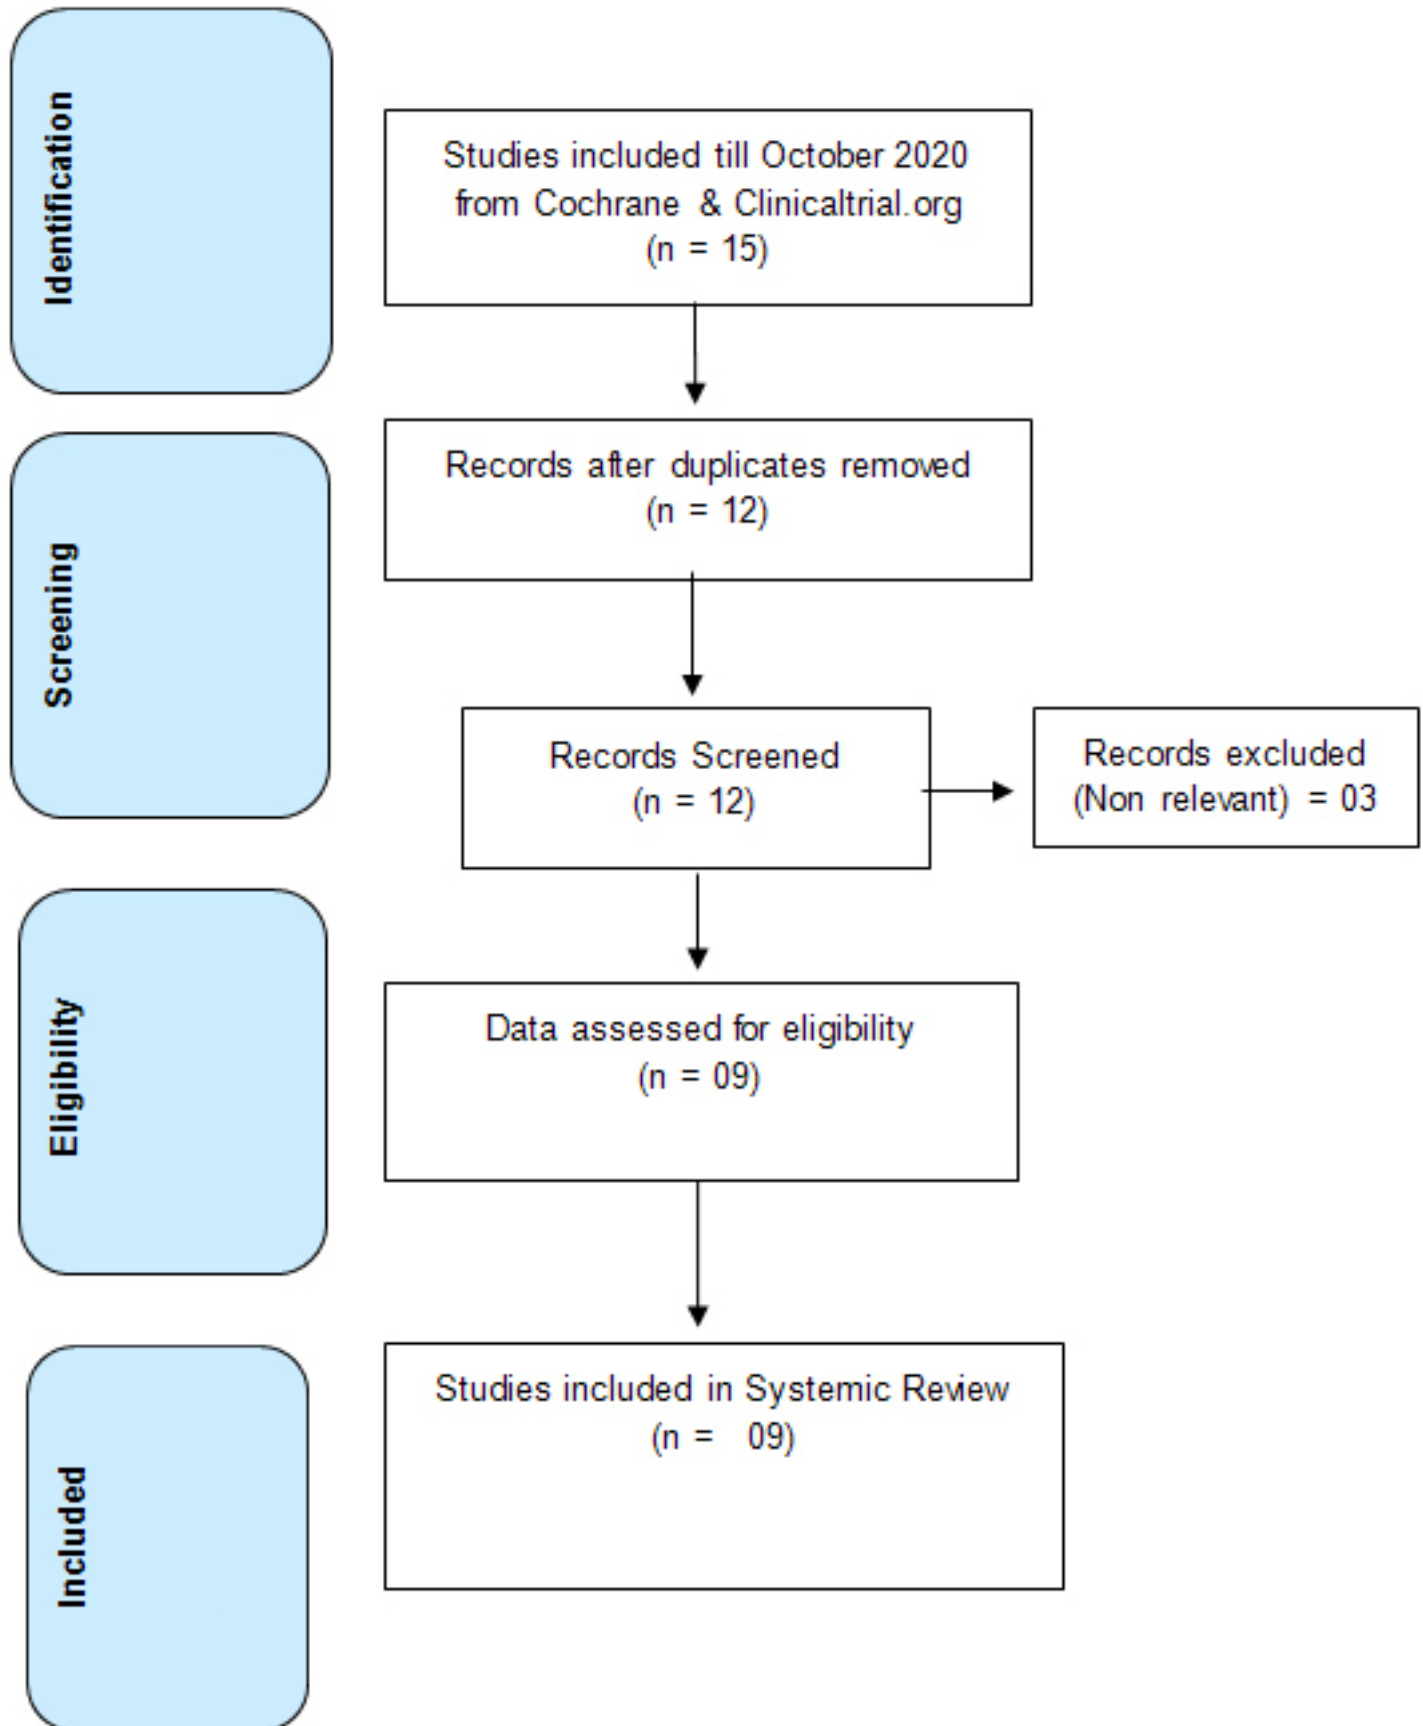 Identification
Studies included till October 2020
from Cochrane & Clinicaltrial.org
(n = 15)
Screening
Records after duplicates removed
(n = 12)
Records Screened
(n = 12)
Records excluded
(Non relevant) = 03
Eligibility
Data assessed for eligibility
(n = 09)
Included
Studies included in Systemic Review
(n = 09)